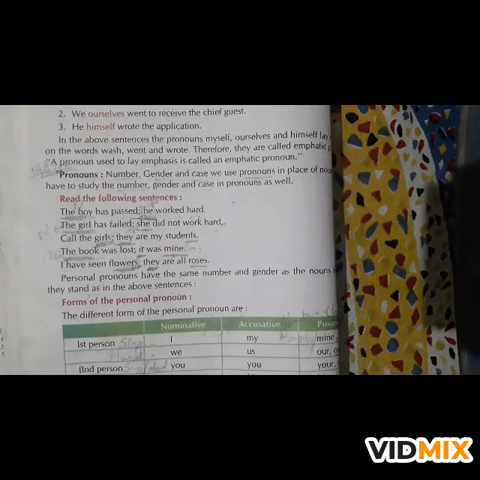 2. We ourselves went to receive the chief guest.
3. He himself wrote the application.
In the above sentences the pronouns myself, ourselves and himself lay
on the words wash, went and wrote. Therefore, they are called emphatic
"A pronoun used to lay emphasis is called an emphatic pronoun."
Pronouns : Number, Gender and case we use pronouns in place of
have to study the number, gender and case in pronouns as well.
Read the following sentences :
The boy has passed; he worked hard.
The girl has failed; she did not work hard.
Call the girls; they are my students.
The book was lost; it was mine.
I have seen flowers; they are all roses.
Personal pronouns have the same number and gender as the nouns
they stand as in the above sentences :
Forms of the personal pronoun :
The different form of the personal pronoun are :
Nominative Accusative
Ist person I my mine
we us our,
IInd person you you your,
VIDMIX